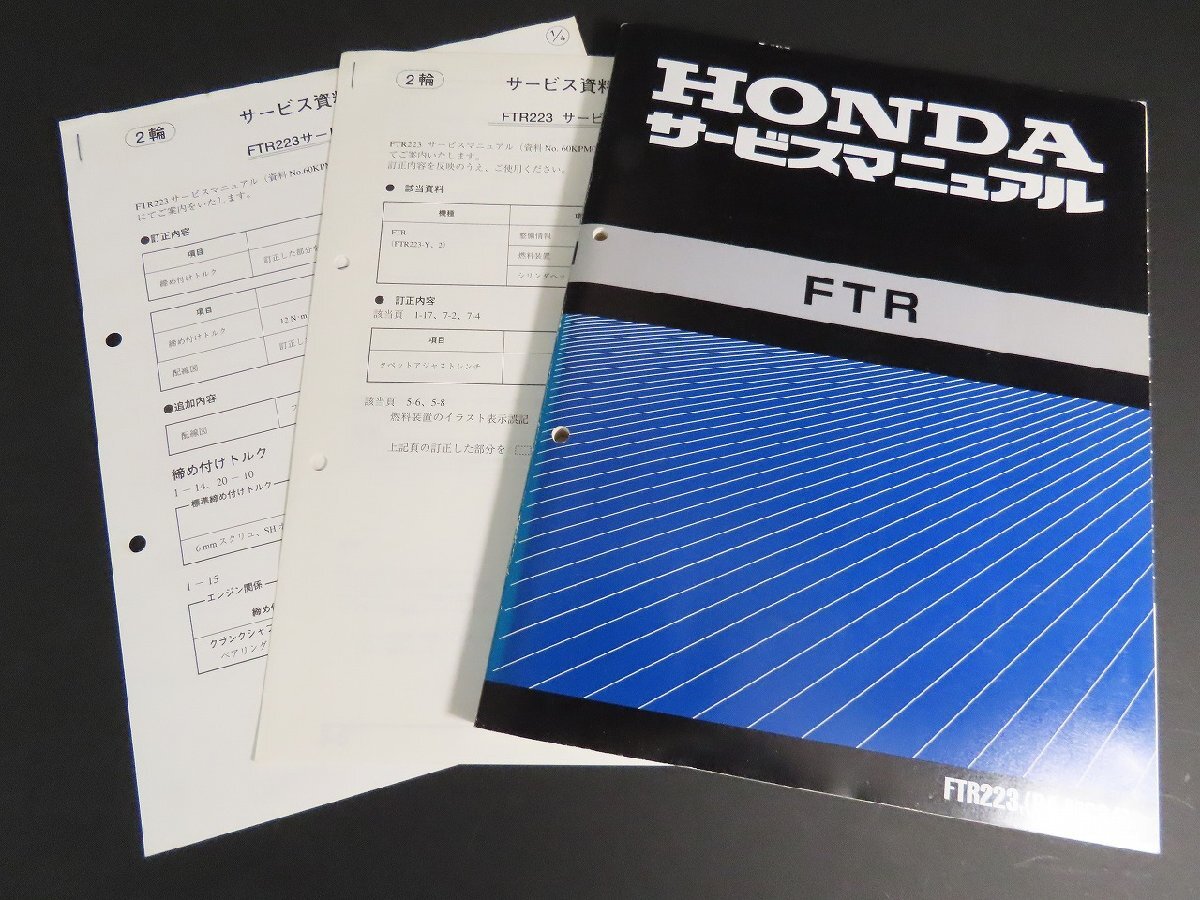 2輪
サービス資料
FTR223サー
FTR223サービスマニュアル（資料No.60KPM
にてご案内をいたします。
●訂正内容
項目
締め付けトルク
訂正した部分を
項目
締め付けトルク
12N·m
配線図
訂正した
●追加内容
配線図
締め付けトルク
1－14、20－10
標準締め付けトルク
6mmスクリュ、SH
1－15
エンジン関係
締め付
クランクシャフ
ベアリング
1/4
2輪
サービス資料
FTR223 サービ
FTR223 サービスマニュアル（資料 No. 60KPM
てご案内いたします。
訂正内容を反映のうえ、ご使用ください。
● 該当資料
機種
FTR
(FTR223-Y、2)
整備情報
燃料装置
シリンダヘッ
● 訂正内容
該当頁 1-17、7-2、7-4
項目
タペットアジャストレンチ
該当頁 5-6、5-8
燃料装置のイラスト表示誤記
上記頁の訂正した部分を
HONDA
サービスマニュアル
FTR
FTR223